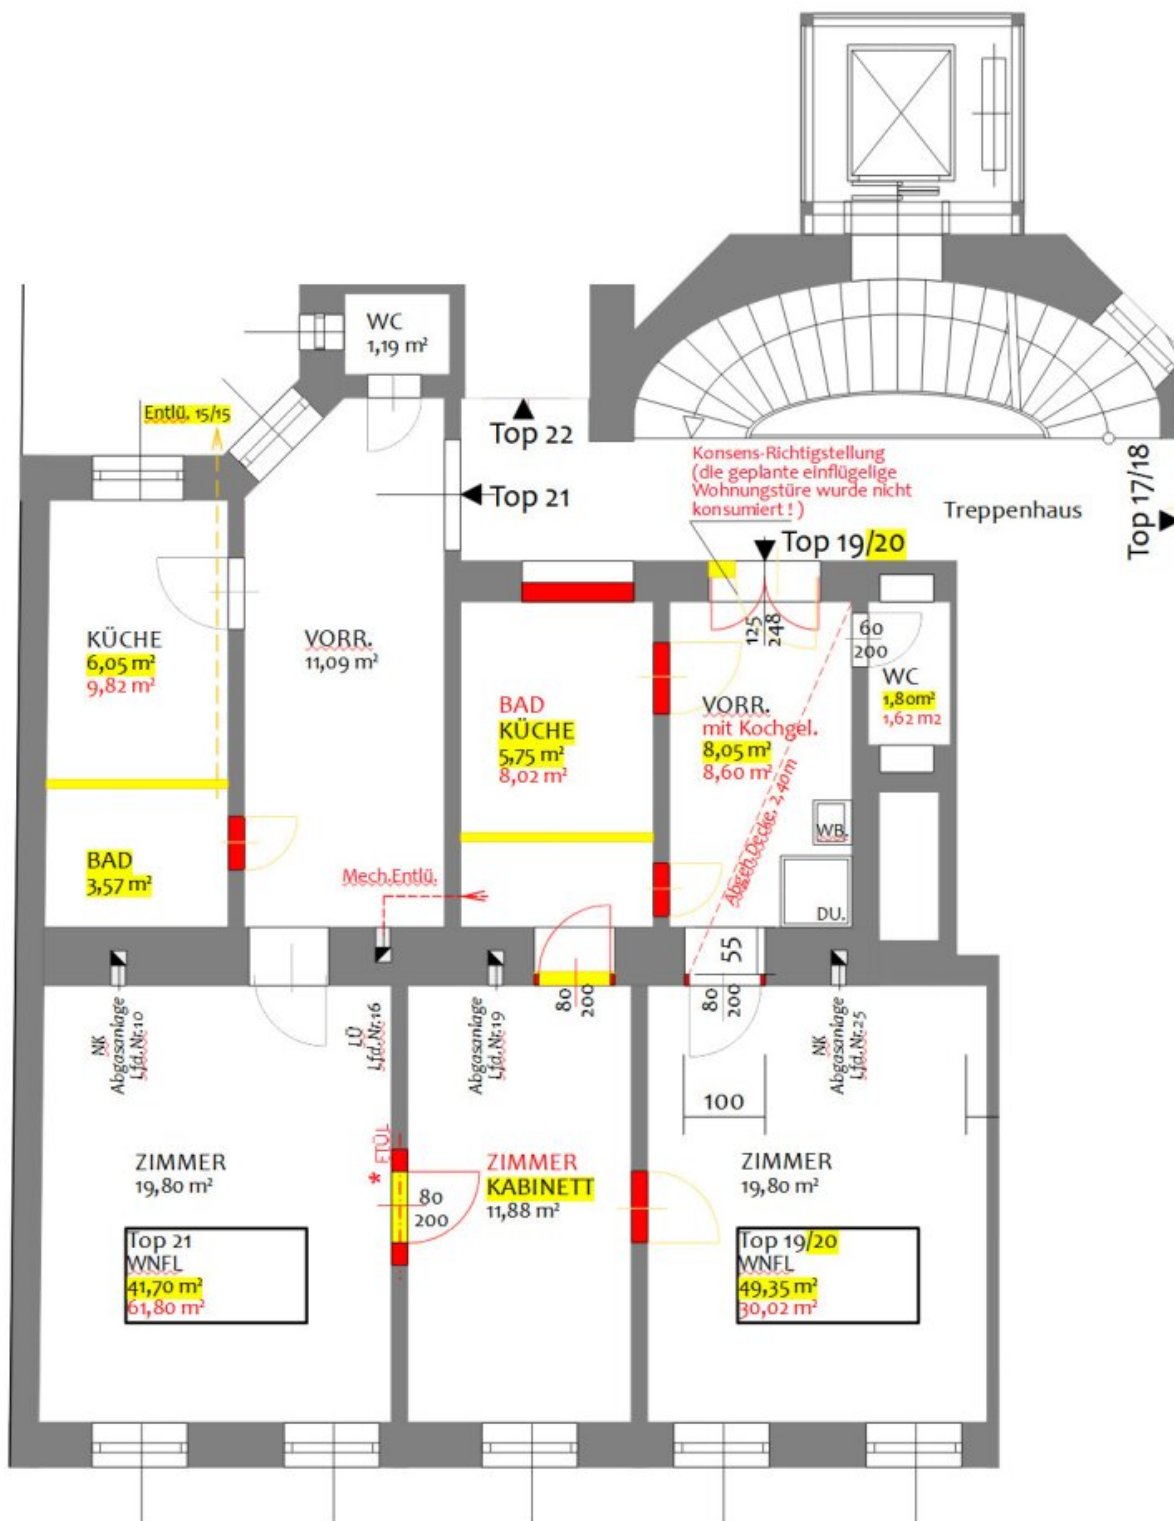 WC
1,19 m²
Entlü. 15/15
Top 22
Top 21
Konsens-Richtigstellung
(die geplante einflügelige
Wohnungstüre wurde nicht
konsumiert ! )
Treppenhaus
Top 17/18
Top 19/20
125
248
60
200
KÜCHE
6,05 m²
9,82 m²
VORR.
11,09 m²
BAD
KÜCHE
5,75 m²
8,02 m²
VORR.
mit Kochgel.
8,05 m²
8,60 m²
WC
1,80m²
1,62 m2
Abgeh.Decke, 2,40m
WB.
DU.
BAD
3,57 m²
Mech.Entlü.
55
80
200
80
200
NK
Abgasanlage
Lfd.Nr.10
LÜ
Lfd.Nr.16
Abgasanlage
Lfd.Nr.19
NK
Abgasanlage
Lfd.Nr.25
100
ZIMMER
19,80 m²
* FTÜL
80
200
ZIMMER
KABINETT
11,88 m²
ZIMMER
19,80 m²
Top 21
WNFL
41,70 m²
61,80 m²
Top 19/20
WNFL
49,35 m²
30,02 m²